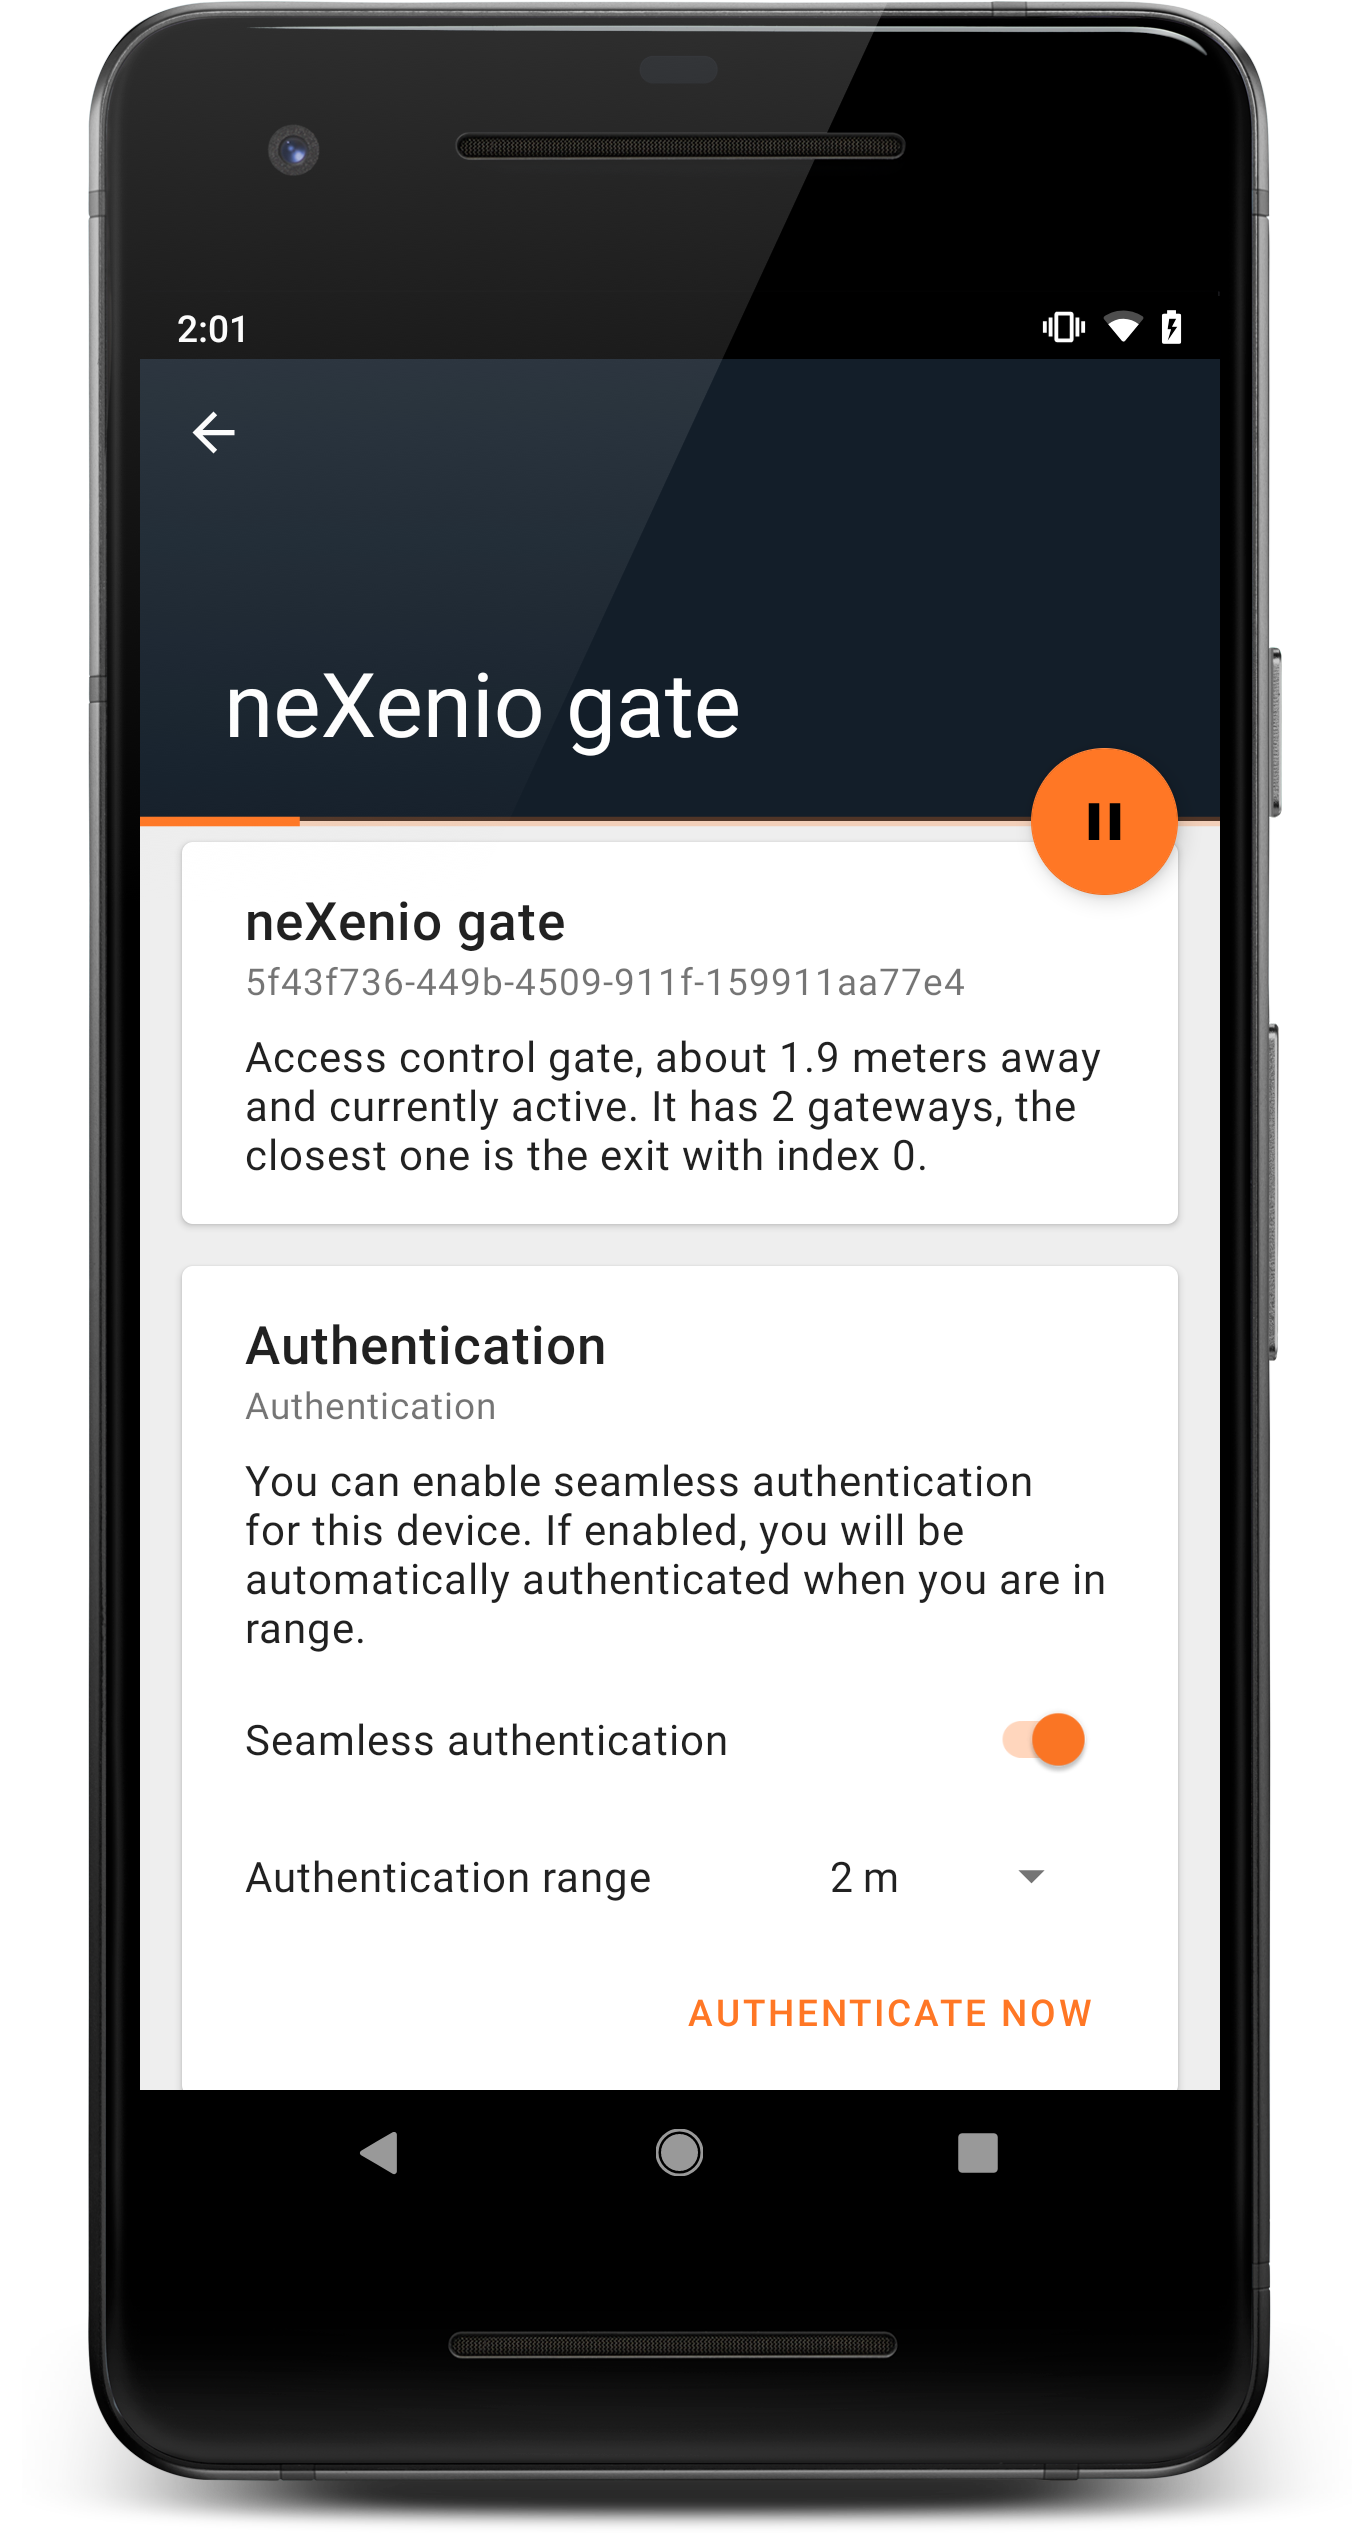 2:01
neXenio gate
neXenio gate
5f43f736-449b-4509-911f-159911aa77e4
Access control gate, about 1.9 meters away
and currently active. It has 2 gateways, the
closest one is the exit with index 0.
Authentication
Authentication
You can enable seamless authentication
for this device. If enabled, you will be
automatically authenticated when you are in
range.
Seamless authentication
Authentication range 2 m
AUTHENTICATE NOW